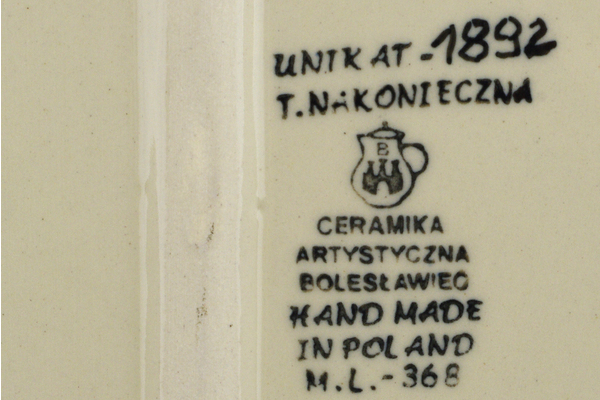 UNIKAT-1892
T.NAKONIECZNA
B
CERAMIKA
ARTYSTYCZNA
BOLESŁAWIEC
HAND MADE
IN POLAND
M.L.-368